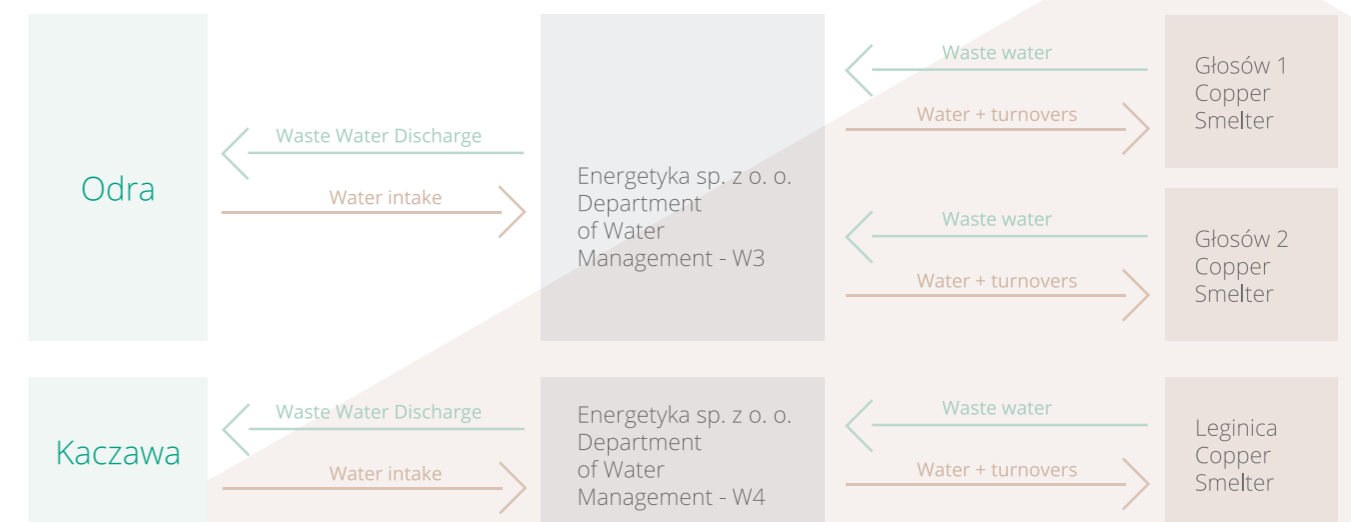 Odra
Waste Water Discharge
Water intake
Energetyka sp. z o. o.
Department
of Water
Management - W3
Waste water
Water + turnovers
Głosów 1
Copper
Smelter
Waste water
Water + turnovers
Głosów 2
Copper
Smelter
Kaczawa
Waste Water Discharge
Water intake
Energetyka sp. z o. o.
Department
of Water
Management - W4
Waste water
Water + turnovers
Leginica
Copper
Smelter